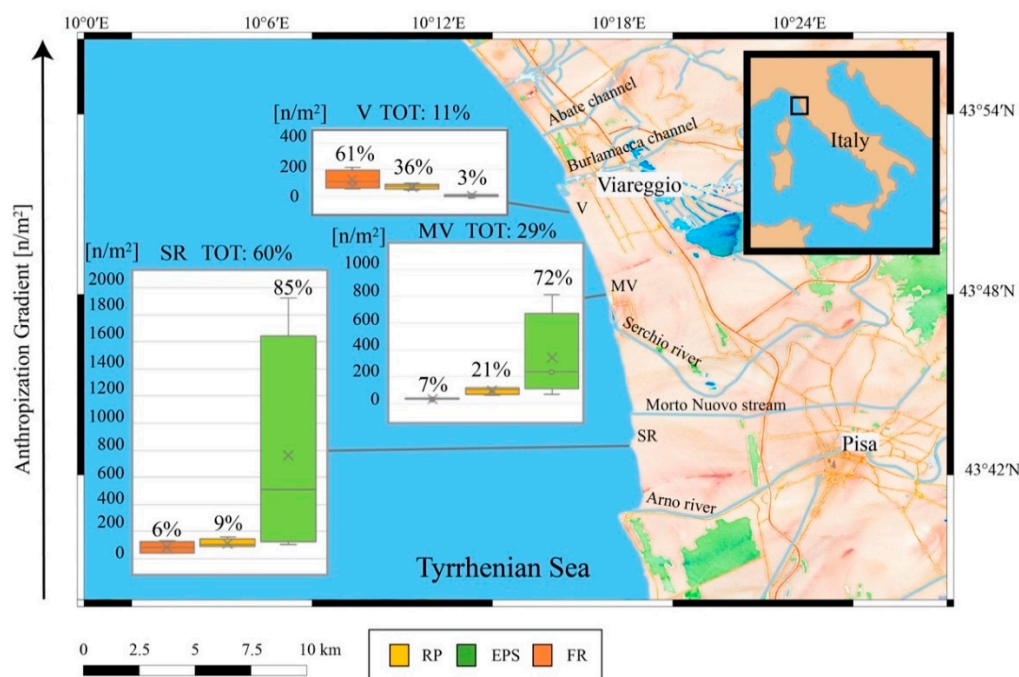 10°0′E 10°6′E 10°12′E 10°18′E 10°24′E
Anthropization Gradient [n/m²]
43°54′N
43°48′N
43°42′N
[n/m²] V TOT: 11%
400
200
0
61% 36% 3%
[n/m²] MV TOT: 29%
1000
800
600
400
200
0
7% 21% 72%
[n/m²] SR TOT: 60%
2000
1800
1600
1400
1200
1000
800
600
400
200
0
6% 9% 85%
Abate channel
Burlamacca channel
Viareggio
V
MV
Serchio river
Morto Nuovo stream
SR
Pisa
Arno river
Tyrrhenian Sea
Italy
0 2.5 5 7.5 10 km
RP EPS FR